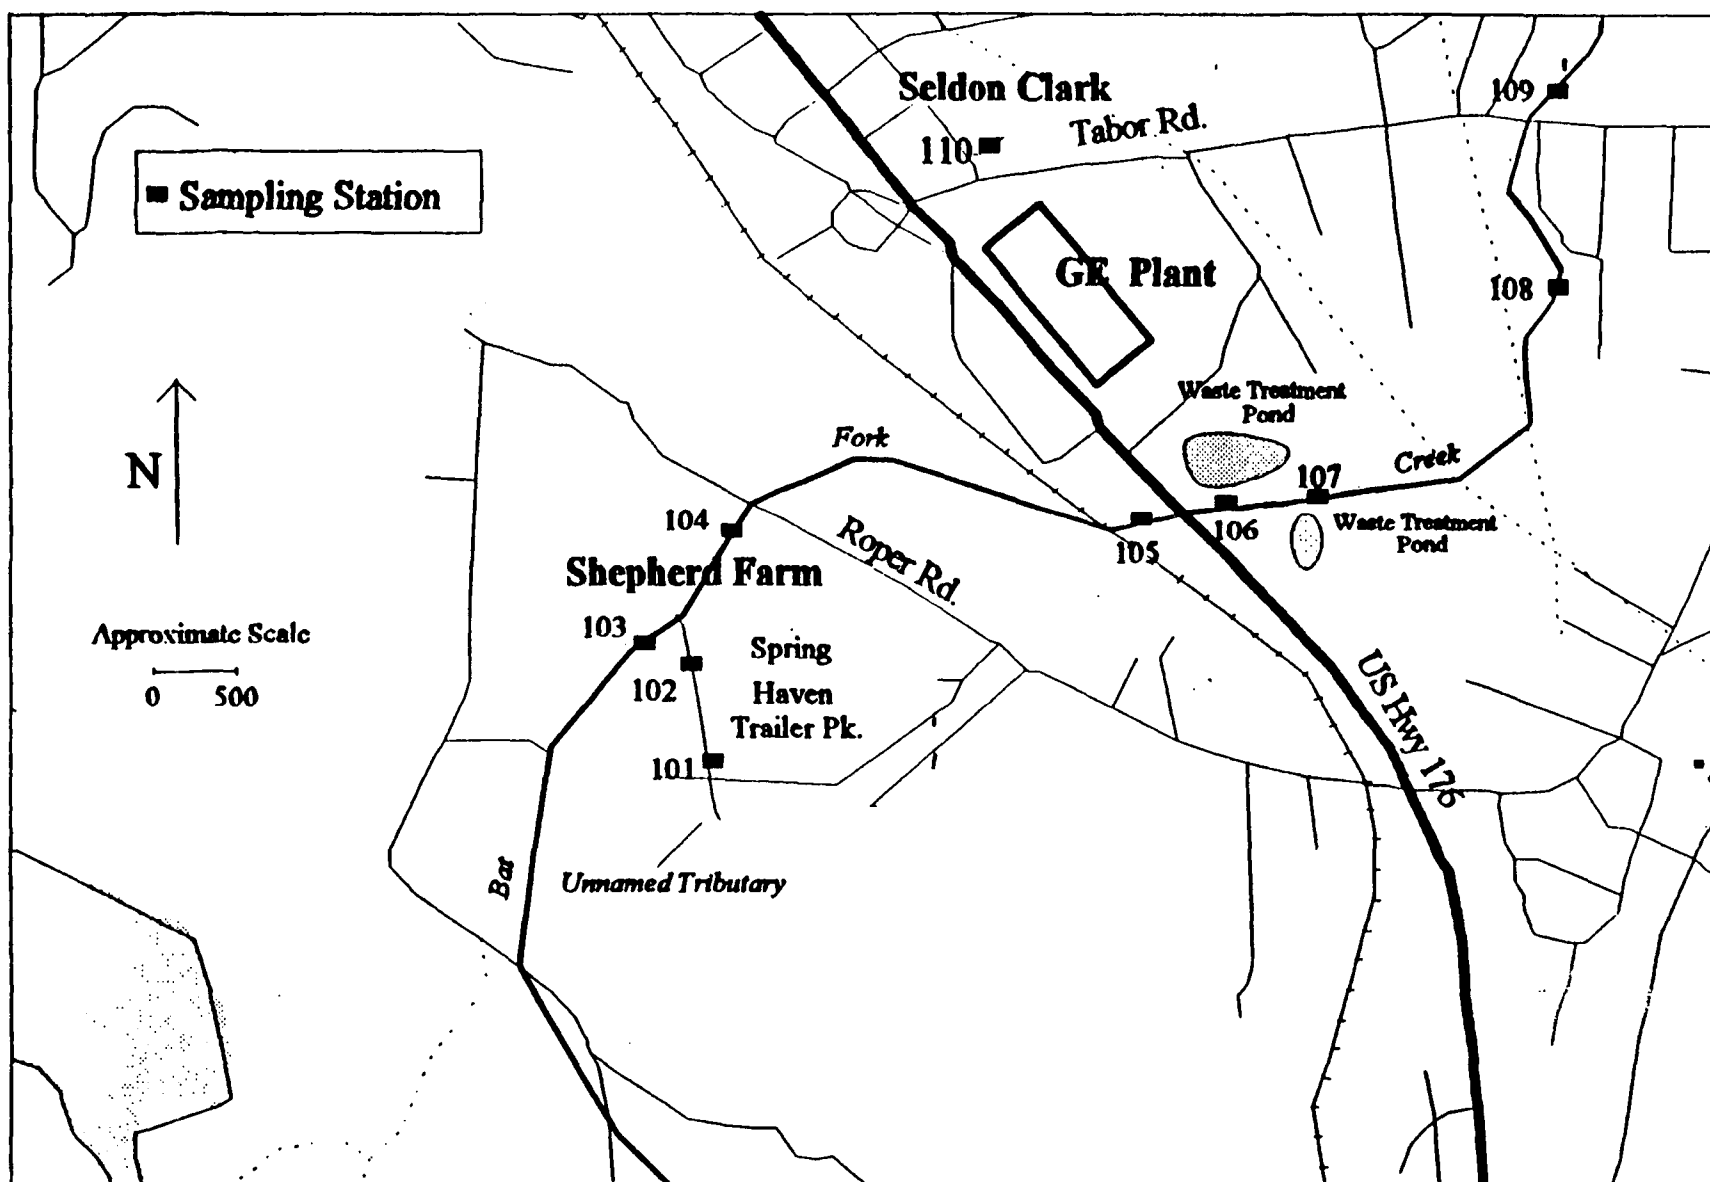 Seldon Clark
109
Tabor Rd.
110
Sampling Station
GE Plant
108
Waste Treatment
Pond
Fork
Creek
N
107
104
Roper Rd.
105
106
Waste Treatment
Pond
Shepherd Farm
Approximate Scale
0 500
103
Spring
Haven
Trailer Pk.
102
101
US Hwy 176
Bat
Unnamed Tributary